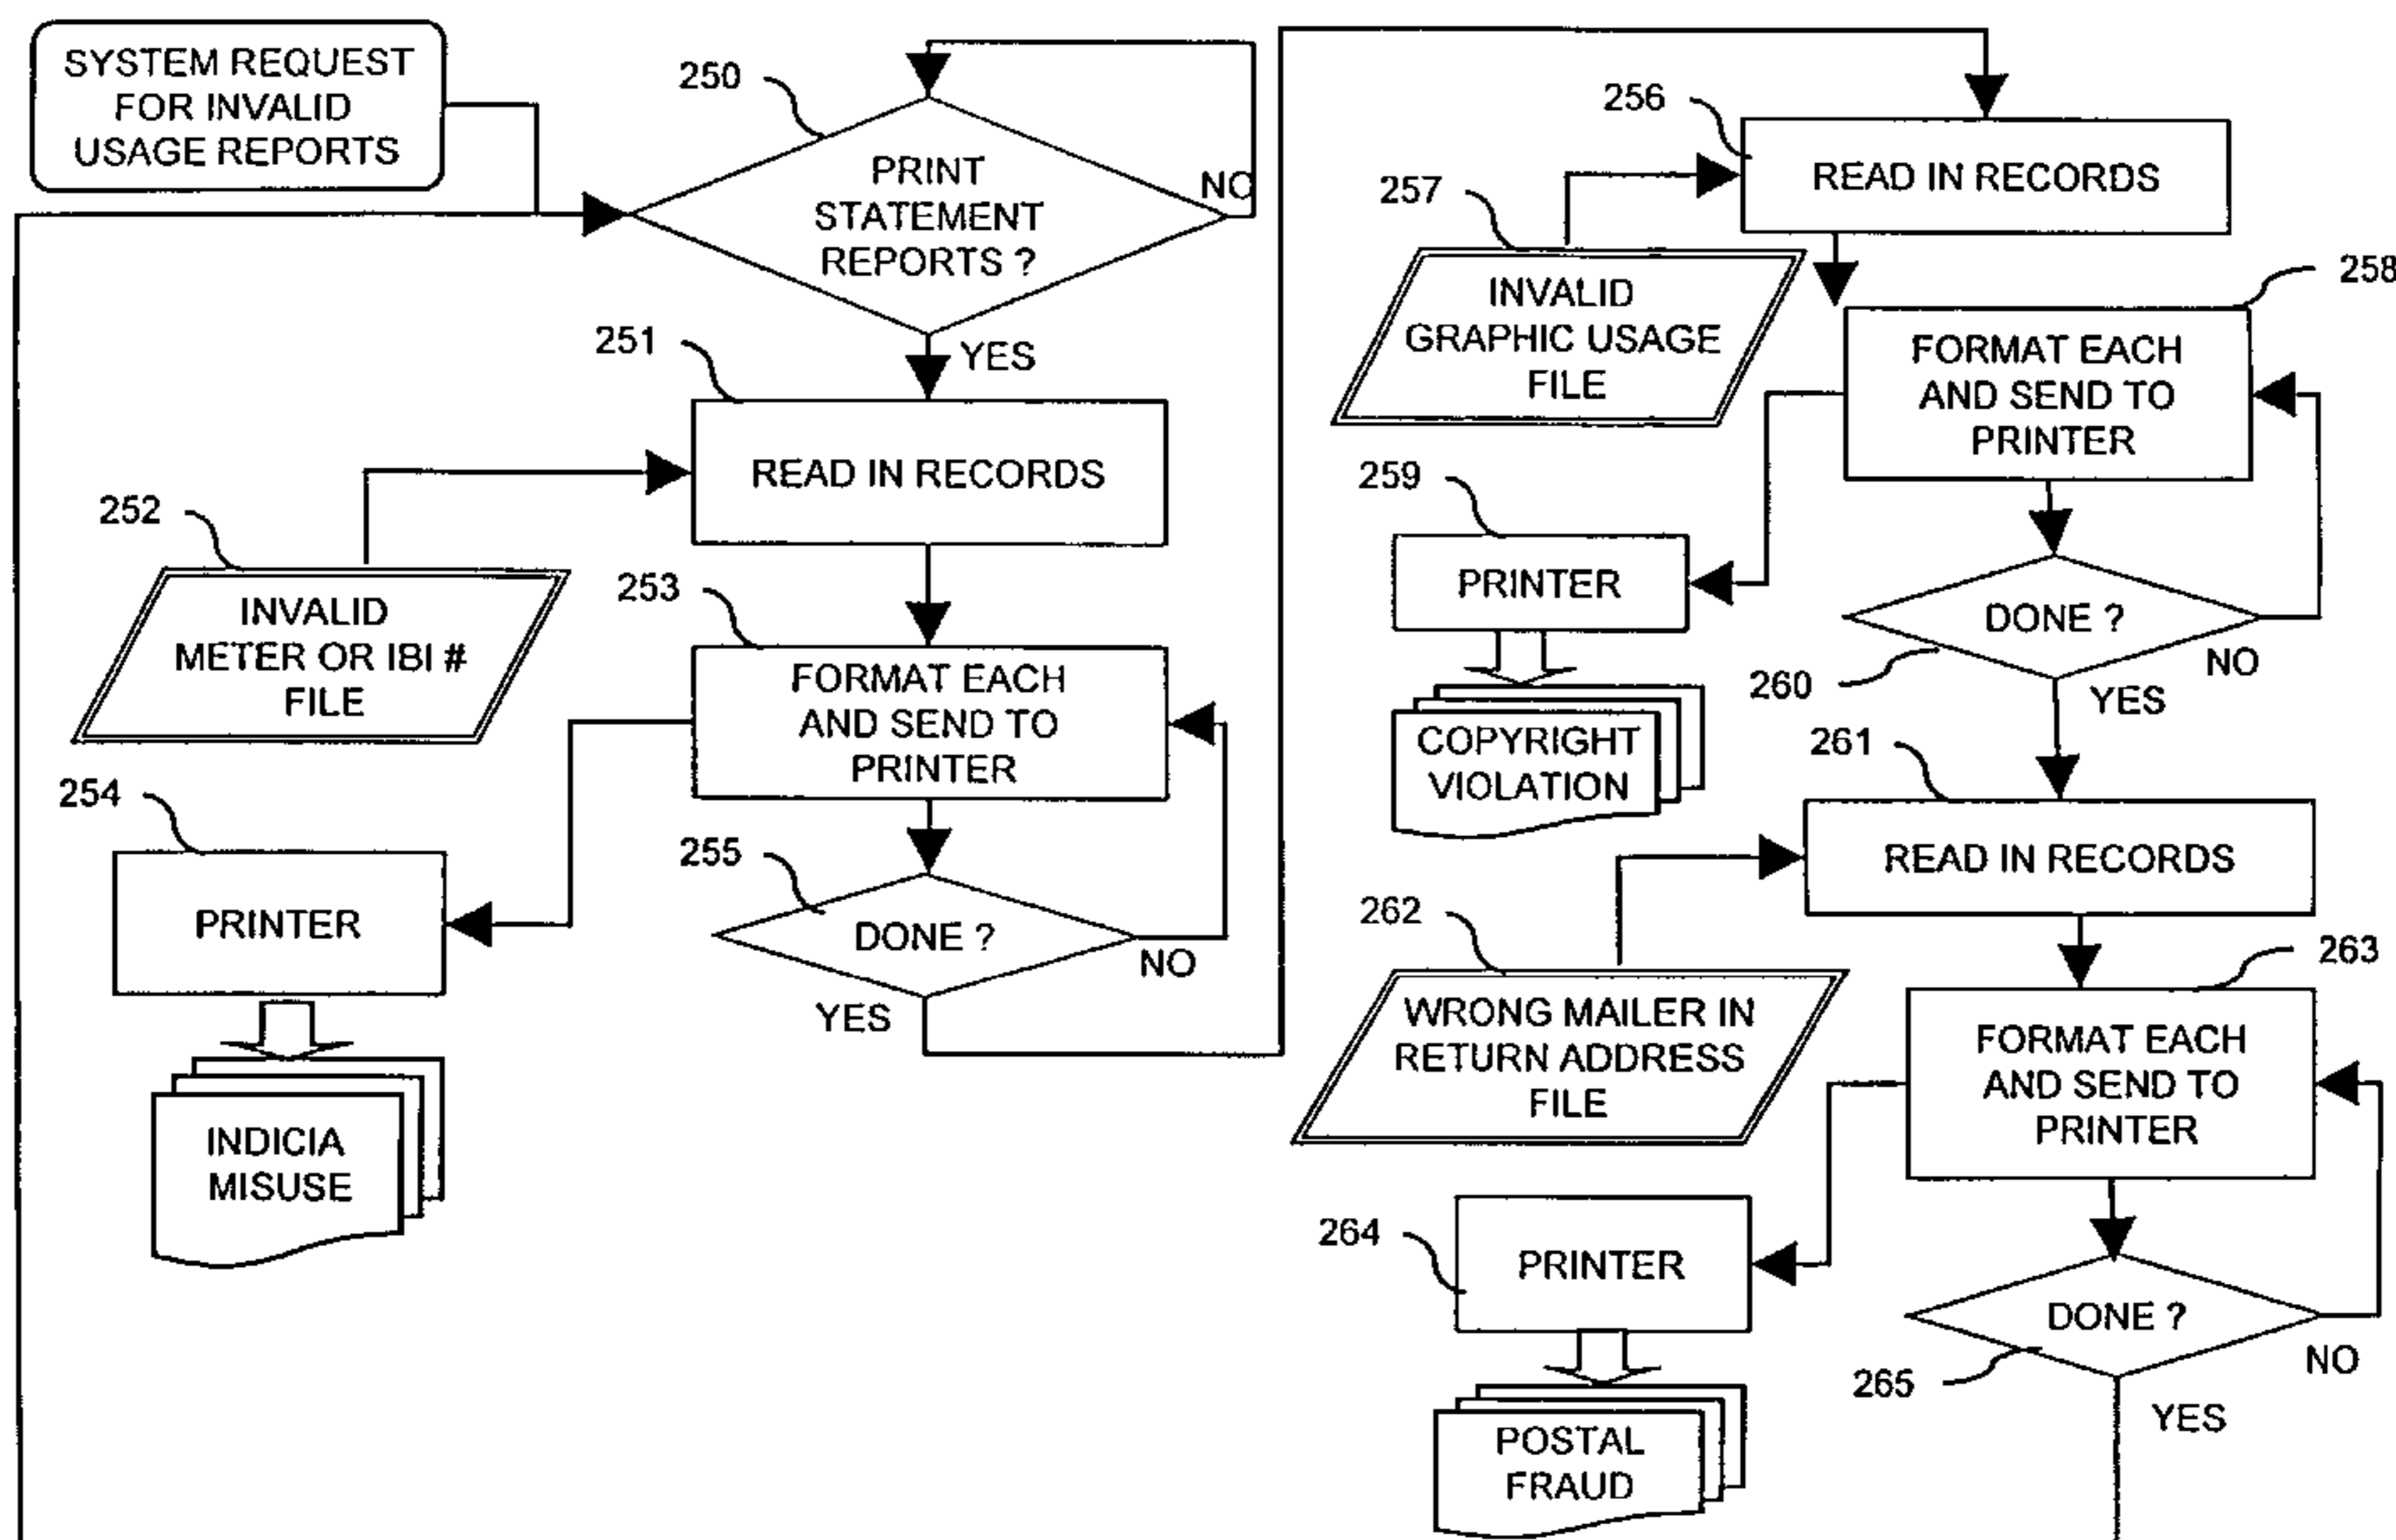 SYSTEM REQUEST
FOR INVALID
USAGE REPORTS
250
PRINT
STATEMENT
REPORTS ?
NO
YES
251
READ IN RECORDS
252
INVALID
METER OR IBI #
FILE
253
FORMAT EACH
AND SEND TO
PRINTER
254
PRINTER
255
DONE ?
NO
YES
INDICIA
MISUSE
256
READ IN RECORDS
257
INVALID
GRAPHIC USAGE
FILE
258
FORMAT EACH
AND SEND TO
PRINTER
259
PRINTER
DONE ?
260
NO
YES
COPYRIGHT
VIOLATION
261
READ IN RECORDS
262
WRONG MAILER IN
RETURN ADDRESS
FILE
263
FORMAT EACH
AND SEND TO
PRINTER
264
PRINTER
DONE ?
265
NO
YES
POSTAL
FRAUD